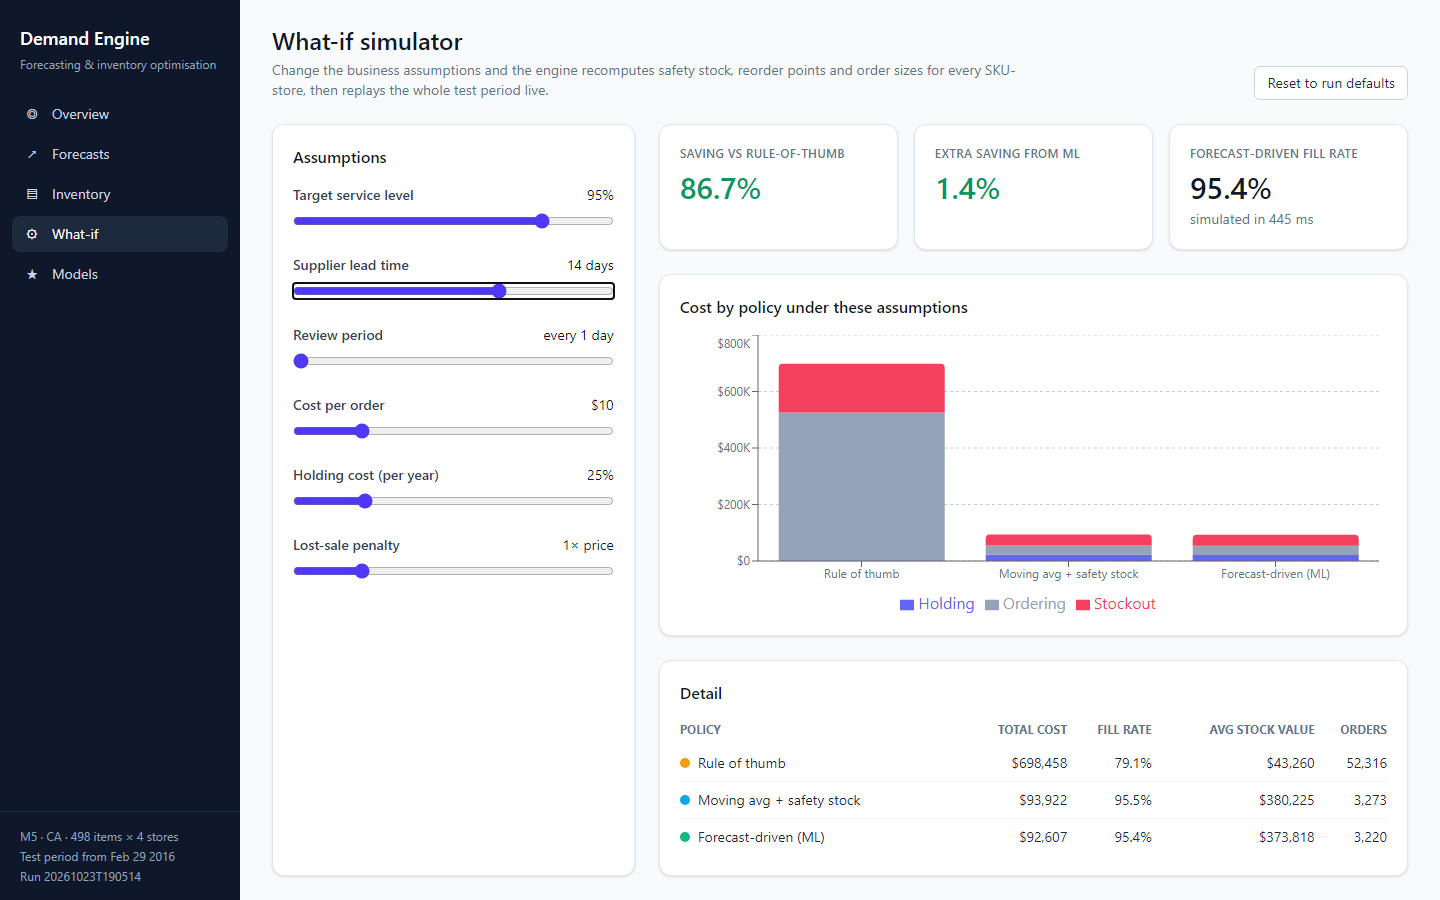 Demand Engine
Forecasting & inventory optimisation
Overview
Forecasts
Inventory
What-if
Models
M5 · CA · 498 items × 4 stores
Test period from Feb 29 2016
Run 20261023T190514
What-if simulator
Change the business assumptions and the engine recomputes safety stock, reorder points and order sizes for every SKU-
store, then replays the whole test period live.
Reset to run defaults
Assumptions
Target service level 95%
Supplier lead time 14 days
Review period every 1 day
Cost per order $10
Holding cost (per year) 25%
Lost-sale penalty 1× price
SAVING VS RULE-OF-THUMB
86.7%
EXTRA SAVING FROM ML
1.4%
FORECAST-DRIVEN FILL RATE
95.4%
simulated in 445 ms
Cost by policy under these assumptions
$800K
$600K
$400K
$200K
$0
Rule of thumb Moving avg + safety stock Forecast-driven (ML)
Holding Ordering Stockout
Detail
POLICY TOTAL COST FILL RATE AVG STOCK VALUE ORDERS
Rule of thumb $698,458 79.1% $43,260 52,316
Moving avg + safety stock $93,922 95.5% $380,225 3,273
Forecast-driven (ML) $92,607 95.4% $373,818 3,220